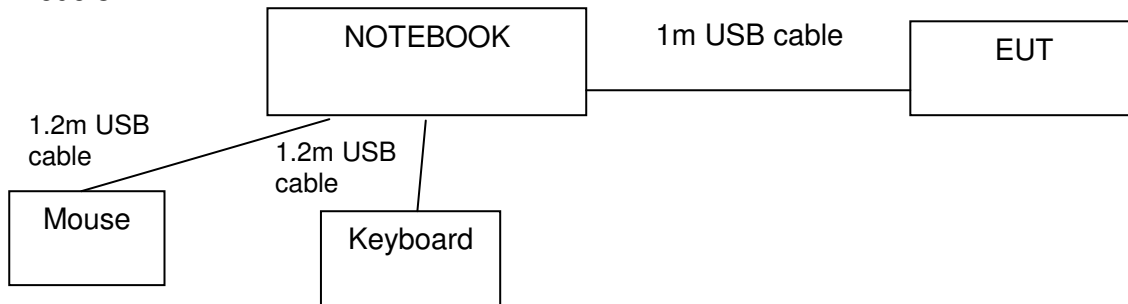 NOTEBOOK
1m USB cable
EUT
1.2m USB
cable
1.2m USB
cable
Mouse
Keyboard